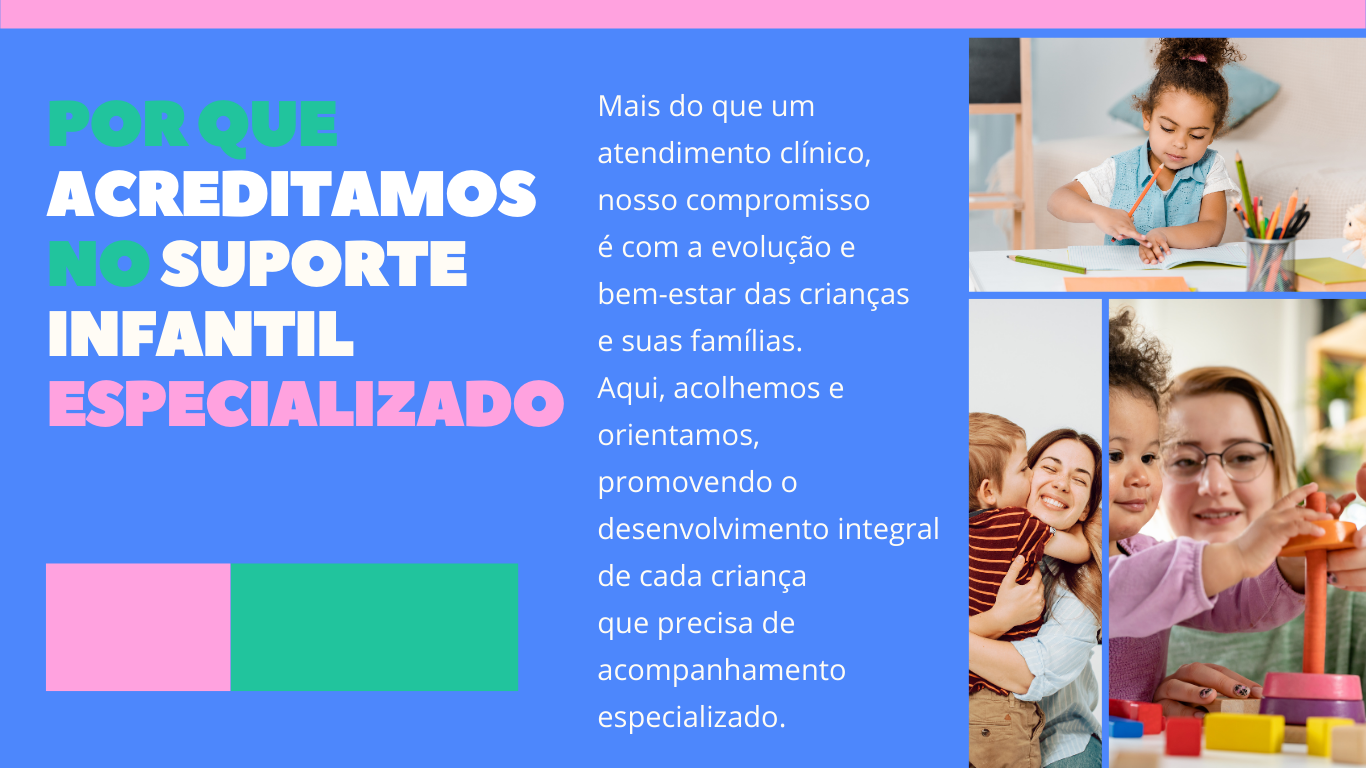 POR QUE
ACREDITAMOS
NO SUPORTE
INFANTIL
ESPECIALIZADO
Mais do que um
atendimento clínico,
nosso compromisso
é com a evolução e
bem-estar das crianças
e suas famílias.
Aqui, acolhemos e
orientamos,
promovendo o
desenvolvimento integral
de cada criança
que precisa de
acompanhamento
especializado.